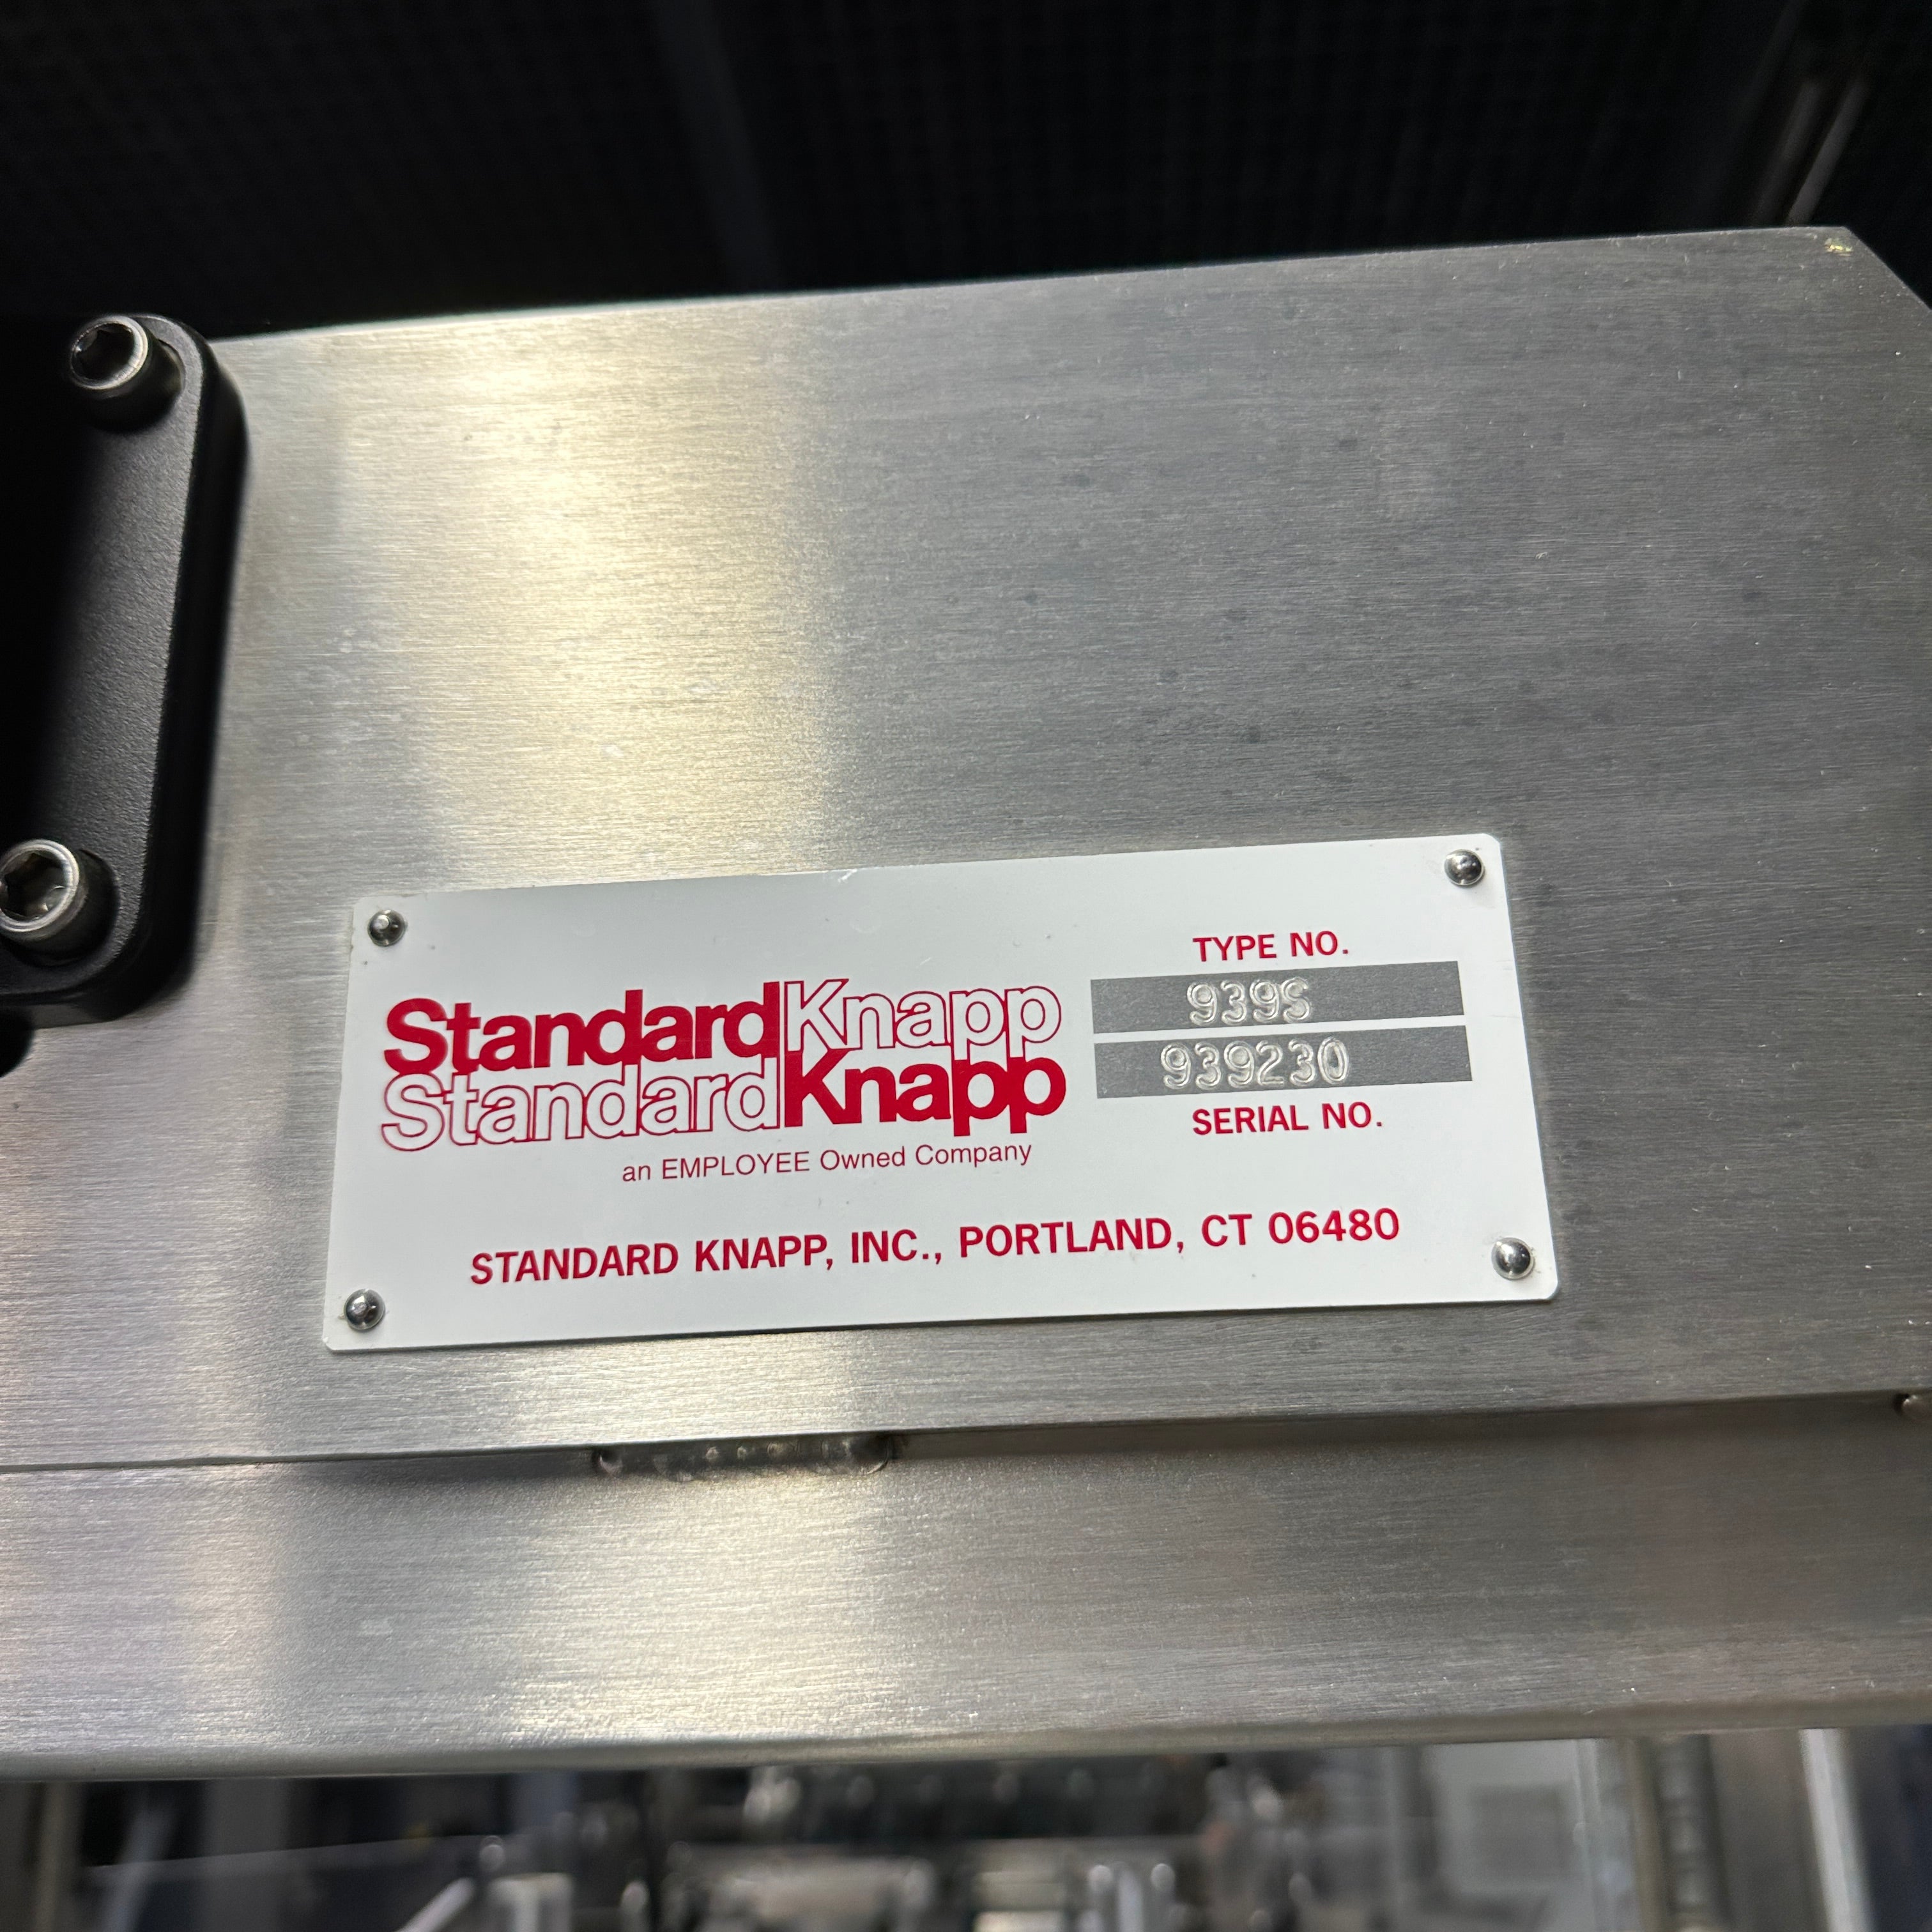 StandardKnapp
StandardKnapp
an EMPLOYEE Owned Company
TYPE NO.
939S
939230
SERIAL NO.
STANDARD KNAPP, INC., PORTLAND, CT 06480